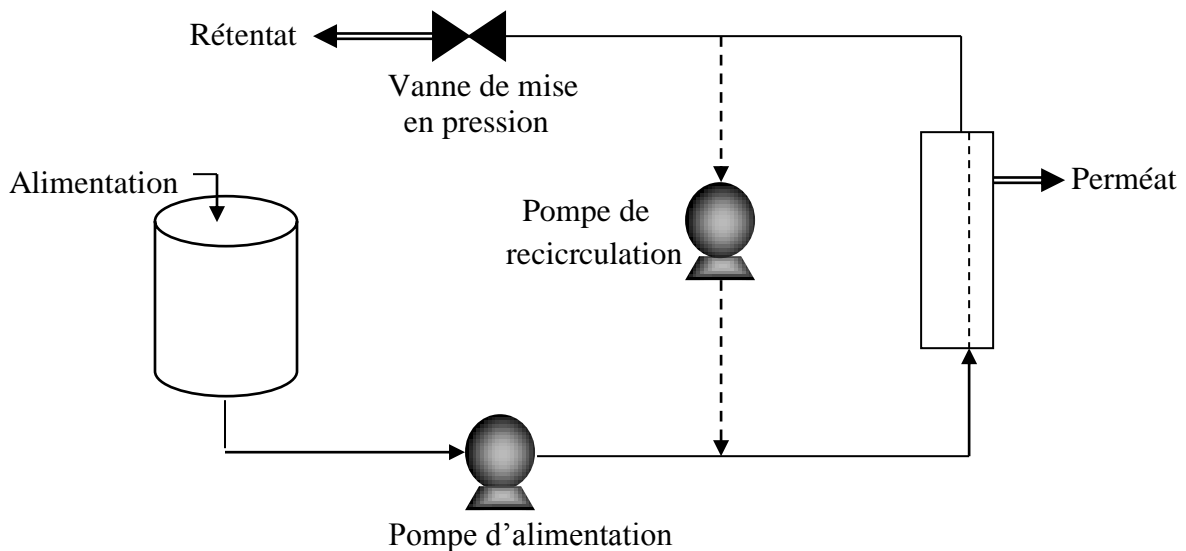 Rétentat
Vanne de mise
en pression
Alimentation
Perméat
Pompe de
recicrculation
Pompe d’alimentation